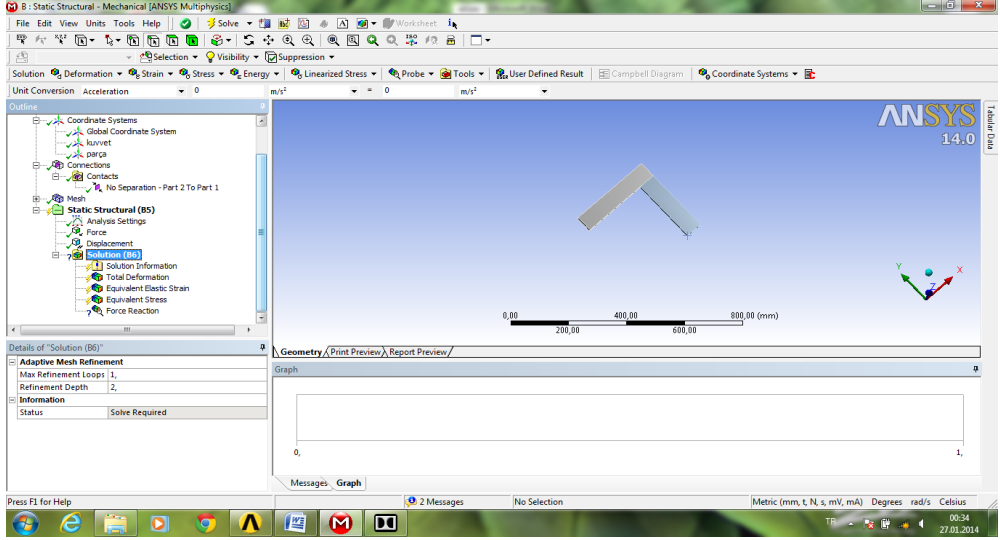 B : Static Structural - Mechanical [ANSYS Multiphysics]
File Edit View Units Tools Help Solve Worksheet
Selection Visibility Suppression
Solution Deformation Strain Stress Energy Linearized Stress Probe Tools User Defined Result Campbell Diagram Coordinate Systems
Unit Conversion Acceleration 0 m/s² = 0 m/s²
Outline
Coordinate Systems
Global Coordinate System
kuvvet
parça
Connections
Contacts
No Separation - Part 2 To Part 1
Mesh
Static Structural (B5)
Analysis Settings
Force
Displacement
Solution (B6)
Solution Information
Total Deformation
Equivalent Elastic Strain
Equivalent Stress
Force Reaction
ANSYS
14.0
Y
X
Z
0,00 400,00 800,00 (mm)
200,00 600,00
Geometry Print Preview Report Preview
Tabular Data
Details of "Solution (B6)"
Adaptive Mesh Refinement
Max Refinement Loops 1,
Refinement Depth 2,
Information
Status Solve Required
Graph
0, 1,
Messages Graph
Press F1 for Help 2 Messages No Selection Metric (mm, t, N, s, mV, mA) Degrees rad/s Celsius
TR 00:34
27.01.2014